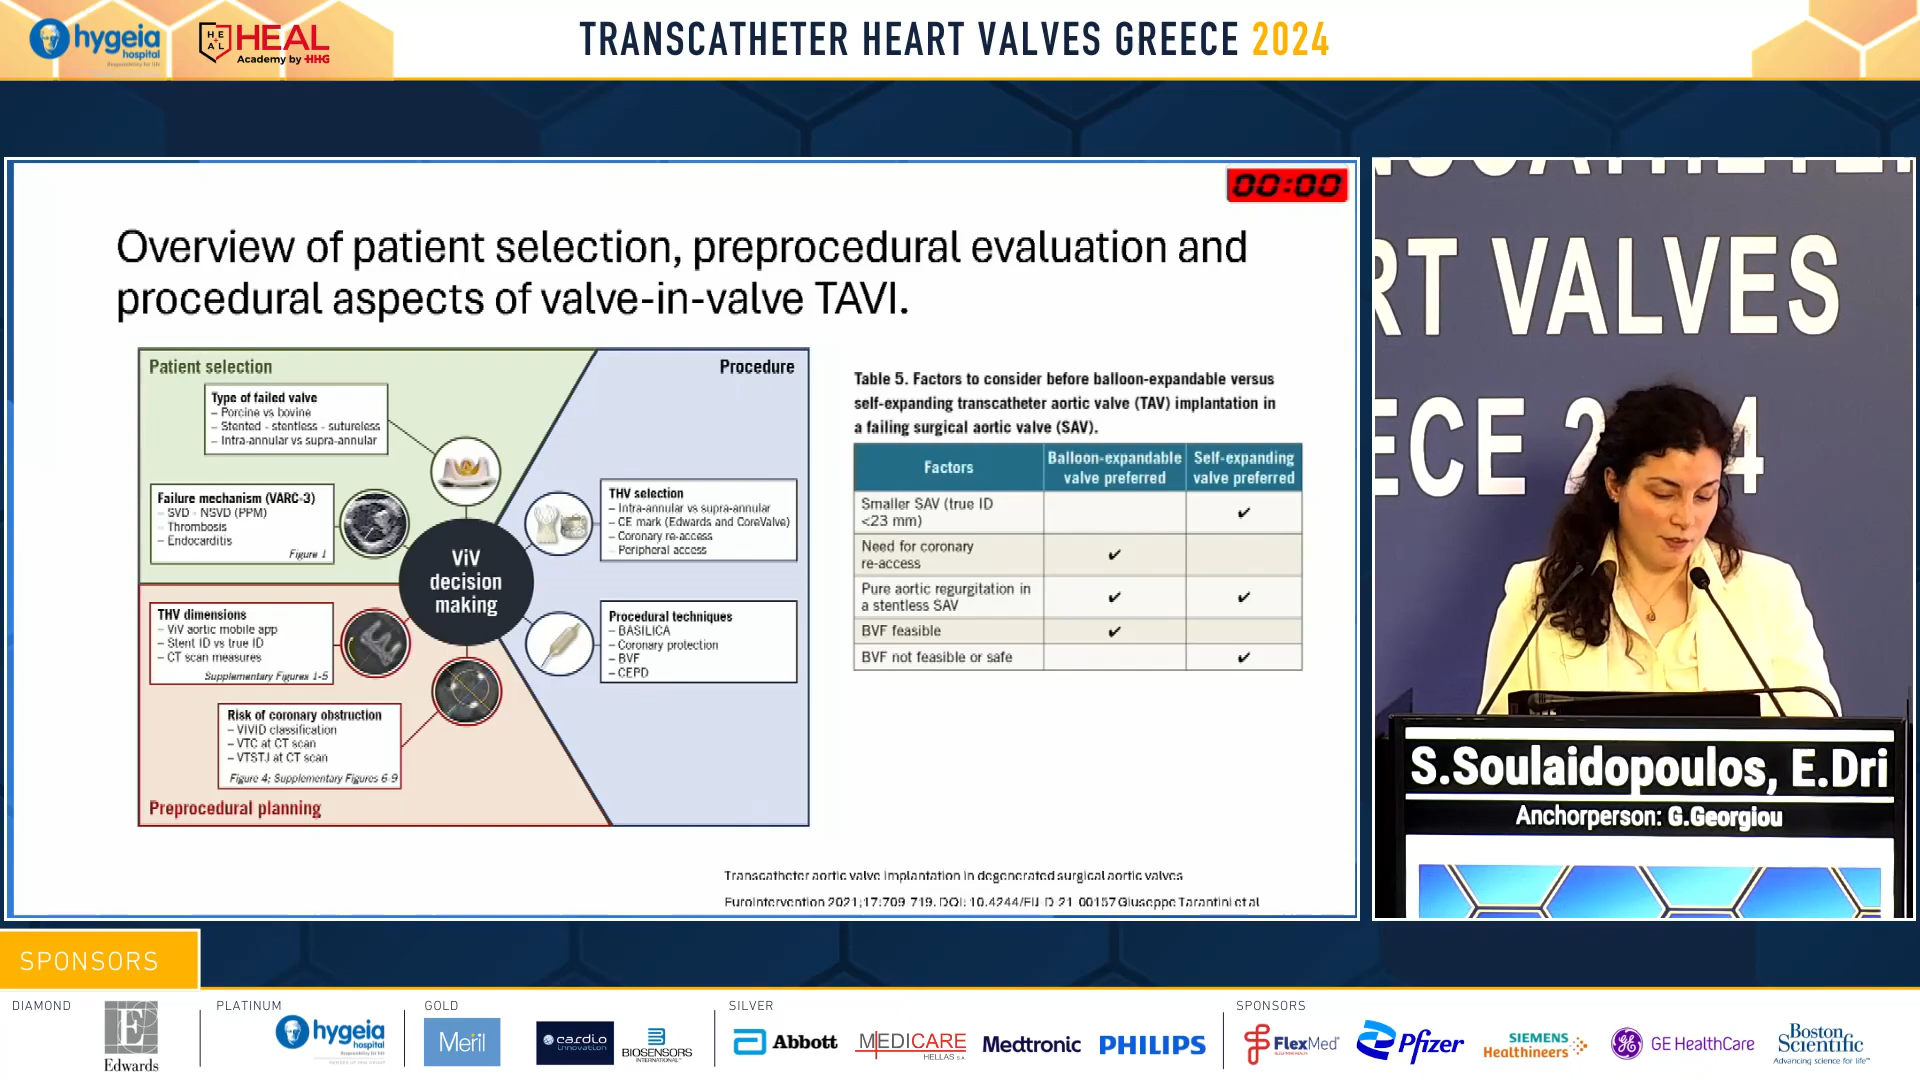 hygeia
hospital
HEAL
HEAL
Academy by HHG
TRANSCATHETER HEART VALVES GREECE 2024
00:00
Overview of patient selection, preprocedural evaluation and
procedural aspects of valve-in-valve TAVI.
Patient selection
Type of failed valve
– Porcine vs bovine
– Stented - stentless - sutureless
– Intra-annular vs supra-annular
Failure mechanism (VARC-3)
– SVD - NSVD (PPM)
– Thrombosis
– Endocarditis
Figure 1
ViV
decision
making
THV dimensions
– ViV aortic mobile app
– Stent ID vs true ID
– CT scan measures
Supplementary Figures 1-5
Risk of coronary obstruction
– VIVID classification
– VTC at CT scan
– VTSTJ at CT scan
Figure 4; Supplementary Figures 6-9
Preprocedural planning
Procedure
THV selection
– Intra-annular vs supra-annular
– CE mark (Edwards and CoreValve)
– Coronary re-access
– Peripheral access
Procedural techniques
– BASILICA
– Coronary protection
– BVF
– CEPD
Table 5. Factors to consider before balloon-expandable versus
self-expanding transcatheter aortic valve (TAV) implantation in
a failing surgical aortic valve (SAV).
Factors Balloon-expandable valve preferred Self-expanding valve preferred
Smaller SAV (true ID
<23 mm) ✔
Need for coronary
re-access ✔
Pure aortic regurgitation in
a stentless SAV ✔ ✔
BVF feasible ✔
BVF not feasible or safe ✔
Transcatheter aortic valve implantation in degenerated surgical aortic valves
EuroIntervention 2021;17:709-719. DOI: 10.4244/EIJ-D-21-00157 Giuseppe Tarantini et al
RT VALVES
ECE 2 4
S.Soulaidopoulos, E.Dri
Anchorperson: G.Georgiou
SPONSORS
DIAMOND
E
Edwards
PLATINUM
hygeia
hospital
GOLD
Meril
cardio
innovation
BIOSENSORS
INTERNATIONAL™
SILVER
Abbott
MEDICARE
HELLAS S.A.
Medtronic
PHILIPS
SPONSORS
FlexMed
Pfizer
SIEMENS
Healthineers
GE HealthCare
Boston
Scientific
Advancing science for life™